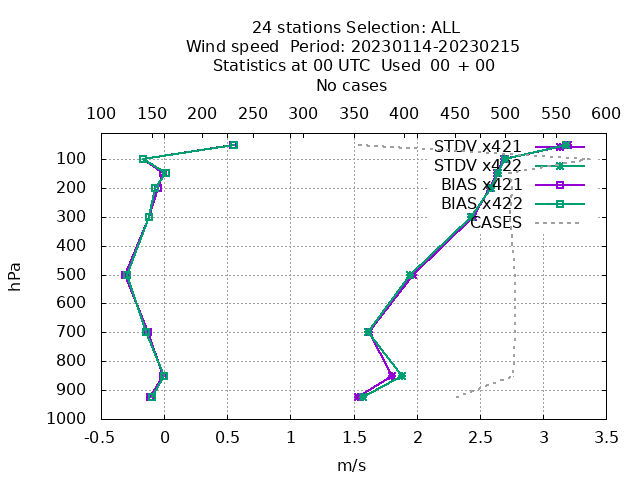 24 stations Selection: ALL
Wind speed  Period: 20230114-20230215
Statistics at 00 UTC  Used  00 + 00
No cases
100 150 200 250 300 350 400 450 500 550 600
STDV x421
STDV x422
BIAS x421
BIAS x422
CASES
100
200
300
400
500
600
700
800
900
1000
hPa
-0.5 0 0.5 1 1.5 2 2.5 3 3.5
m/s